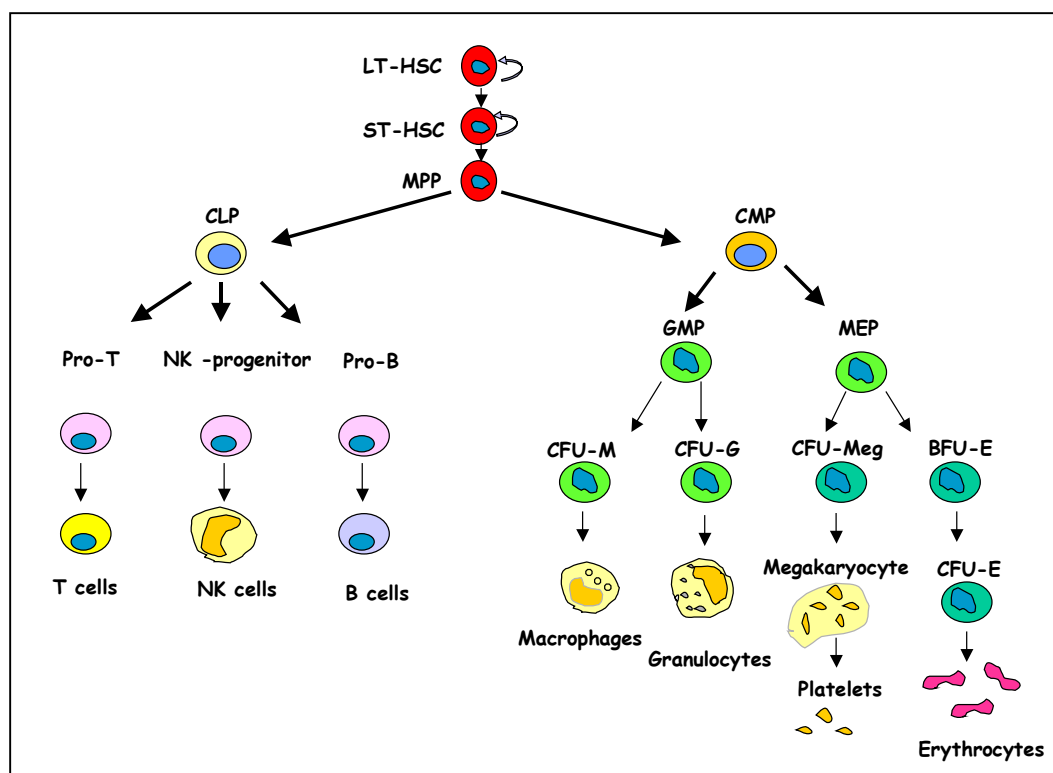 LT-HSC
ST-HSC
MPP
CLP
CMP
GMP
MEP
Pro-T
NK -progenitor
Pro-B
CFU-M
CFU-G
CFU-Meg
BFU-E
Megakaryocyte
CFU-E
T cells
NK cells
B cells
Macrophages
Granulocytes
Platelets
Erythrocytes